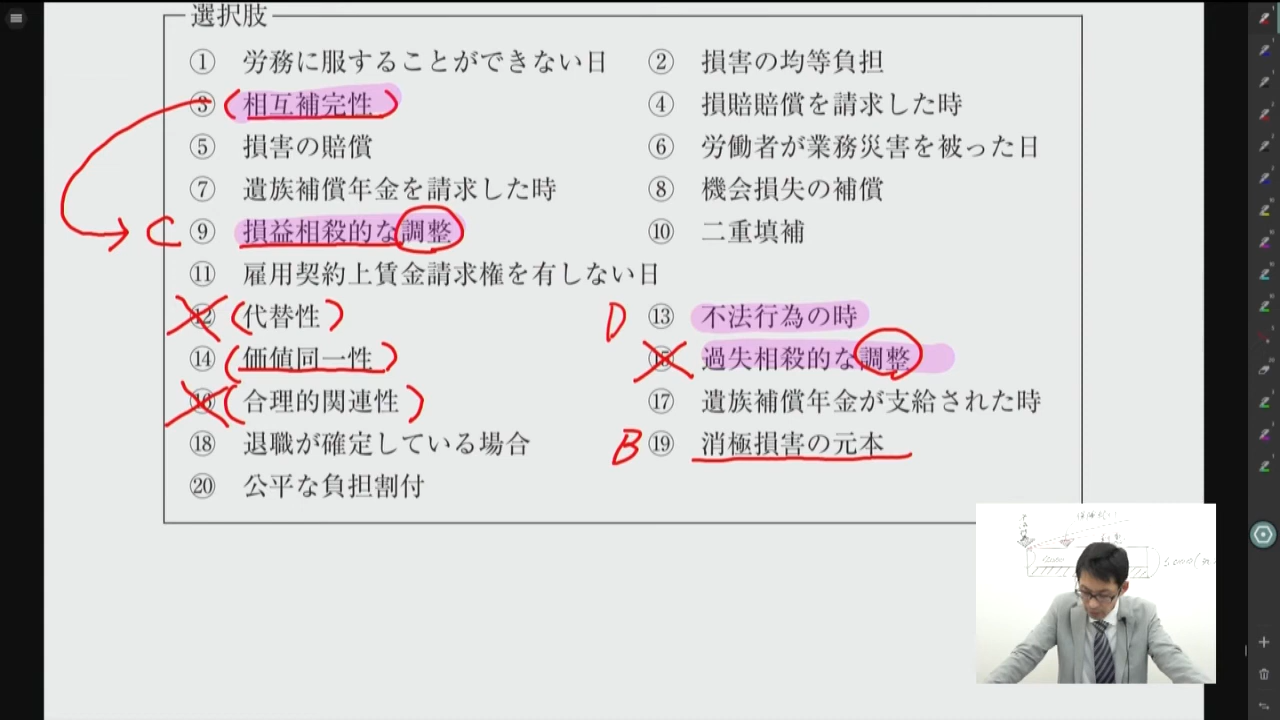 選択肢
① 労務に服することができない日 ② 損害の均等負担
③ 相互補完性 ④ 損賠賠償を請求した時
⑤ 損害の賠償 ⑥ 労働者が業務災害を被った日
⑦ 遺族補償年金を請求した時 ⑧ 機会損失の補償
C ⑨ 損益相殺的な調整 ⑩ 二重填補
⑪ 雇用契約上賃金請求権を有しない日
⑫ (代替性) D ⑬ 不法行為の時
⑭ (価値同一性) ⑮ 過失相殺的な調整
⑯ (合理的関連性) ⑰ 遺族補償年金が支給された時
⑱ 退職が確定している場合 B ⑲ 消極損害の元本
⑳ 公平な負担割付